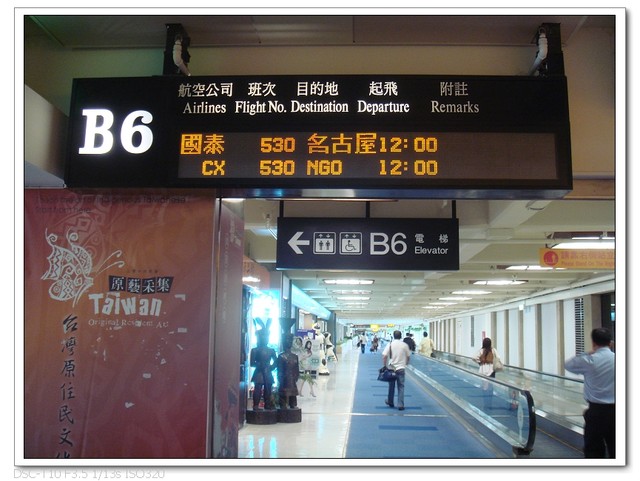 航空公司 班次 目的地 起飛 附註
Airlines Flight No. Destination Departure Remarks
B6
國泰 530 名古屋 12:00
CX 530 NGO 12:00
B6 電梯
Elevator
原藝采集
Taiwan
台灣原住民文
DSC-T10 F3.5 1/13s ISO320